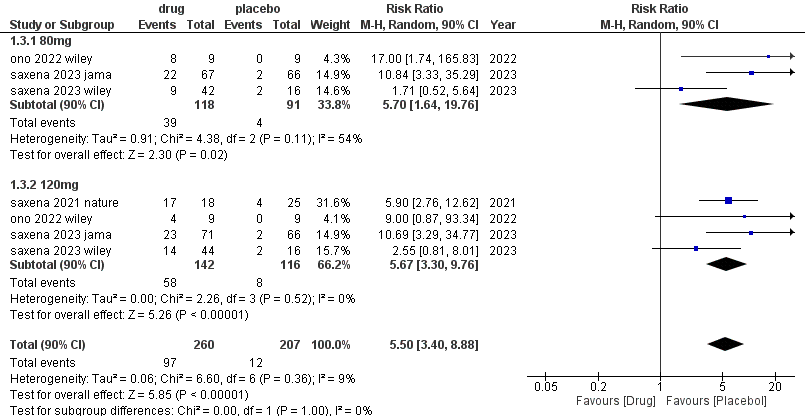 drug placebo Risk Ratio Risk Ratio
Study or Subgroup Events Total Events Total Weight M-H, Random, 90% CI Year M-H, Random, 90% CI
1.3.1 80mg
ono 2022 wiley 8 9 0 9 4.3% 17.00 [1.74, 165.83] 2022
saxena 2023 jama 22 67 2 66 14.9% 10.84 [3.33, 35.29] 2023
saxena 2023 wiley 9 42 2 16 14.6% 1.71 [0.52, 5.64] 2023
Subtotal (90% CI) 118 91 33.8% 5.70 [1.64, 19.76]
Total events 39 4
Heterogeneity: Tau² = 0.91; Chi² = 4.38, df = 2 (P = 0.11); I² = 54%
Test for overall effect: Z = 2.30 (P = 0.02)
1.3.2 120mg
saxena 2021 nature 17 18 4 25 31.6% 5.90 [2.76, 12.62] 2021
ono 2022 wiley 4 9 0 9 4.1% 9.00 [0.87, 93.34] 2022
saxena 2023 jama 23 71 2 66 14.9% 10.69 [3.29, 34.77] 2023
saxena 2023 wiley 14 44 2 16 15.7% 2.55 [0.81, 8.01] 2023
Subtotal (90% CI) 142 116 66.2% 5.67 [3.30, 9.76]
Total events 58 8
Heterogeneity: Tau² = 0.00; Chi² = 2.26, df = 3 (P = 0.52); I² = 0%
Test for overall effect: Z = 5.26 (P < 0.00001)
Total (90% CI) 260 207 100.0% 5.50 [3.40, 8.88]
Total events 97 12
Heterogeneity: Tau² = 0.06; Chi² = 6.60, df = 6 (P = 0.36); I² = 9%
Test for overall effect: Z = 5.85 (P < 0.00001)
Test for subgroup differences: Chi² = 0.00, df = 1 (P = 1.00), I² = 0%
0.05 0.2 1 5 20
Favours [Drug] Favours [Placebol]